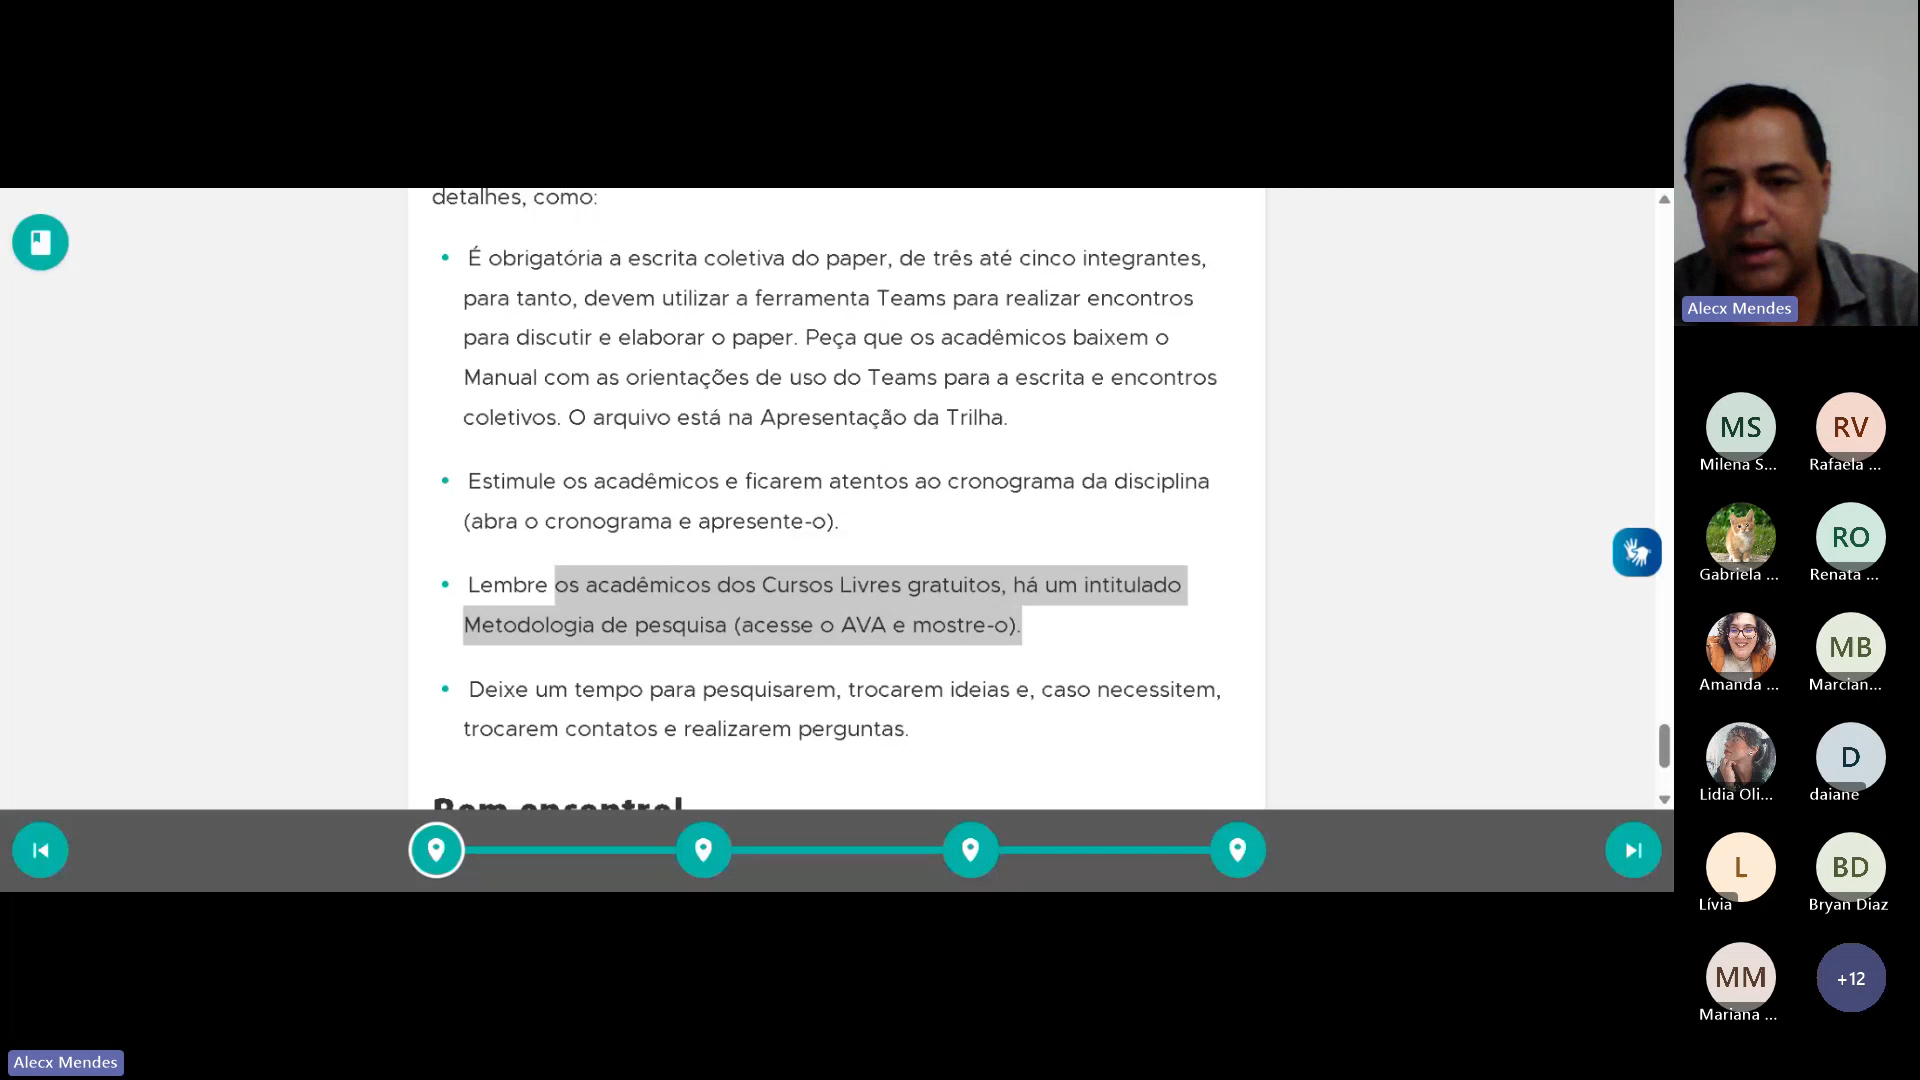 detalhes, como:
• É obrigatória a escrita coletiva do paper, de três até cinco integrantes,
para tanto, devem utilizar a ferramenta Teams para realizar encontros
para discutir e elaborar o paper. Peça que os acadêmicos baixem o
Manual com as orientações de uso do Teams para a escrita e encontros
coletivos. O arquivo está na Apresentação da Trilha.
• Estimule os acadêmicos e ficarem atentos ao cronograma da disciplina
(abra o cronograma e apresente-o).
• Lembre os acadêmicos dos Cursos Livres gratuitos, há um intitulado
Metodologia de pesquisa (acesse o AVA e mostre-o).
• Deixe um tempo para pesquisarem, trocarem ideias e, caso necessitem,
trocarem contatos e realizarem perguntas.
Bom encontro!
Alecx Mendes
Alecx Mendes
MS
RV
Milena S...
Rafaela ...
RO
Gabriela ...
Renata ...
MB
Amanda ...
Marcian...
D
Lidia Oli...
daiane
L
BD
Lívia
Bryan Diaz
MM
+12
Mariana ...